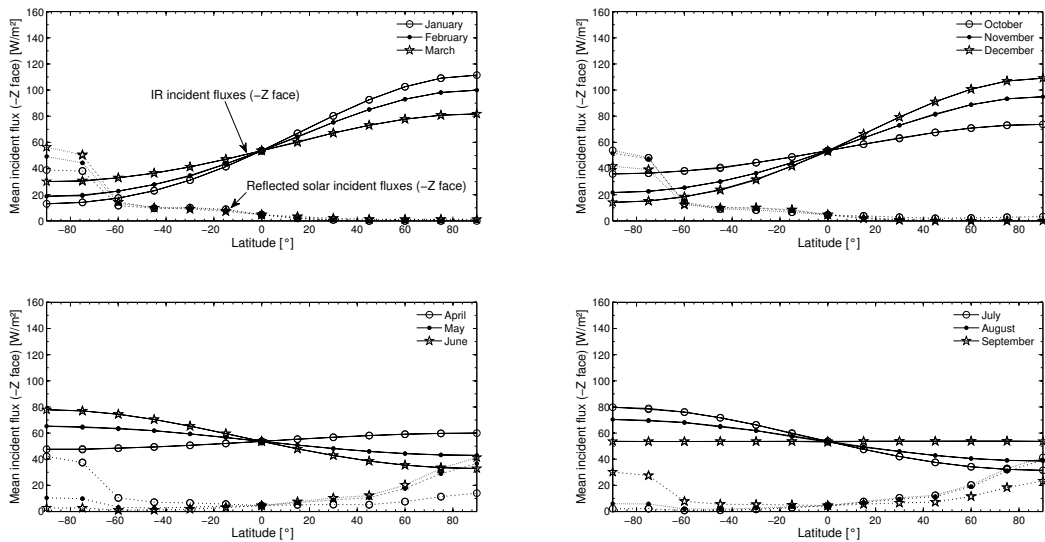 160
140
120
100
80
60
40
20
0
Mean incident flux (−Z face) [W/m²]
−80 −60 −40 −20 0 20 40 60 80
Latitude [°]
January
February
March
IR incident fluxes (−Z face)
Reflected solar incident fluxes (−Z face)
160
140
120
100
80
60
40
20
0
Mean incident flux (−Z face) [W/m²]
−80 −60 −40 −20 0 20 40 60 80
Latitude [°]
October
November
December
160
140
120
100
80
60
40
20
0
Mean incident flux (−Z face) [W/m²]
−80 −60 −40 −20 0 20 40 60 80
Latitude [°]
April
May
June
160
140
120
100
80
60
40
20
0
Mean incident flux (−Z face) [W/m²]
−80 −60 −40 −20 0 20 40 60 80
Latitude [°]
July
August
September